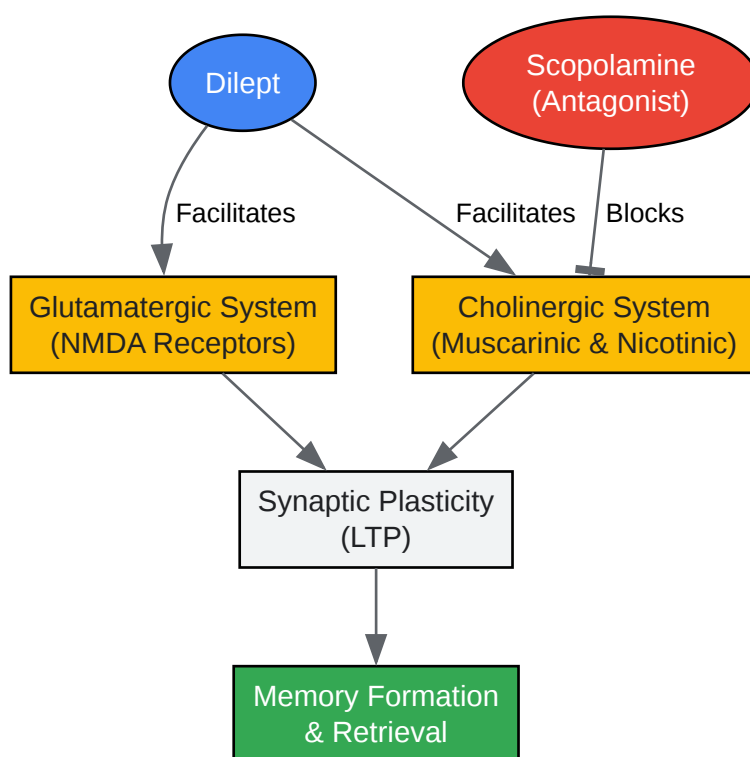 Dilept
Scopolamine
(Antagonist)
Facilitates
Facilitates
Blocks
Glutamatergic System
(NMDA Receptors)
Cholinergic System
(Muscarinic & Nicotinic)
Synaptic Plasticity
(LTP)
Memory Formation
& Retrieval